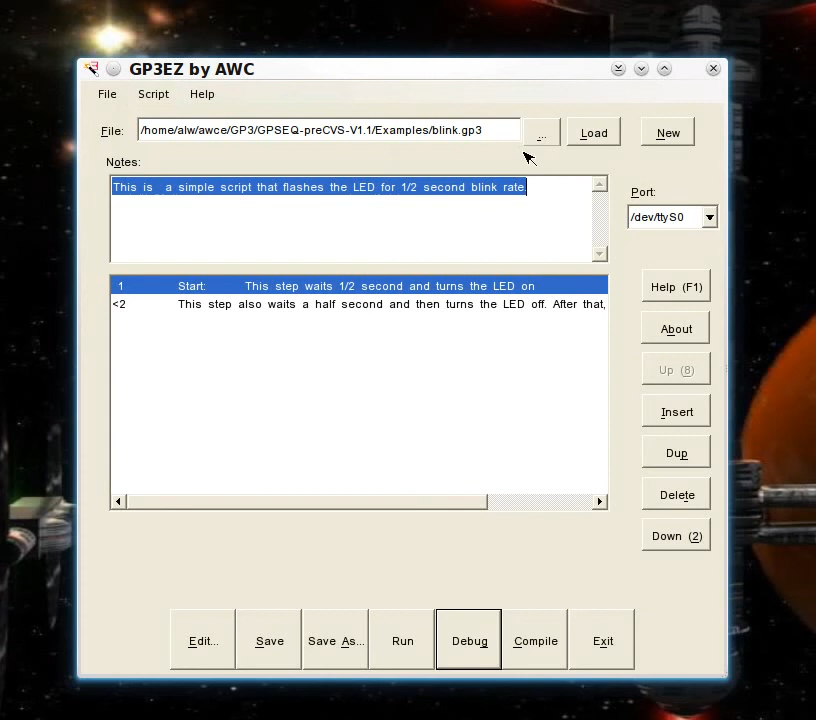 GP3EZ by AWC
File Script Help
File: /home/alw/awce/GP3/GPSEQ-preCVS-V1.1/Examples/blink.gp3 ... Load New
Notes:
This is a simple script that flashes the LED for 1/2 second blink rate.
Port:
/dev/ttyS0
1 Start: This step waits 1/2 second and turns the LED on
<2 This step also waits a half second and then turns the LED off. After that,
Help (F1)
About
Up (8)
Insert
Dup
Delete
Down (2)
Edit... Save Save As... Run Debug Compile Exit